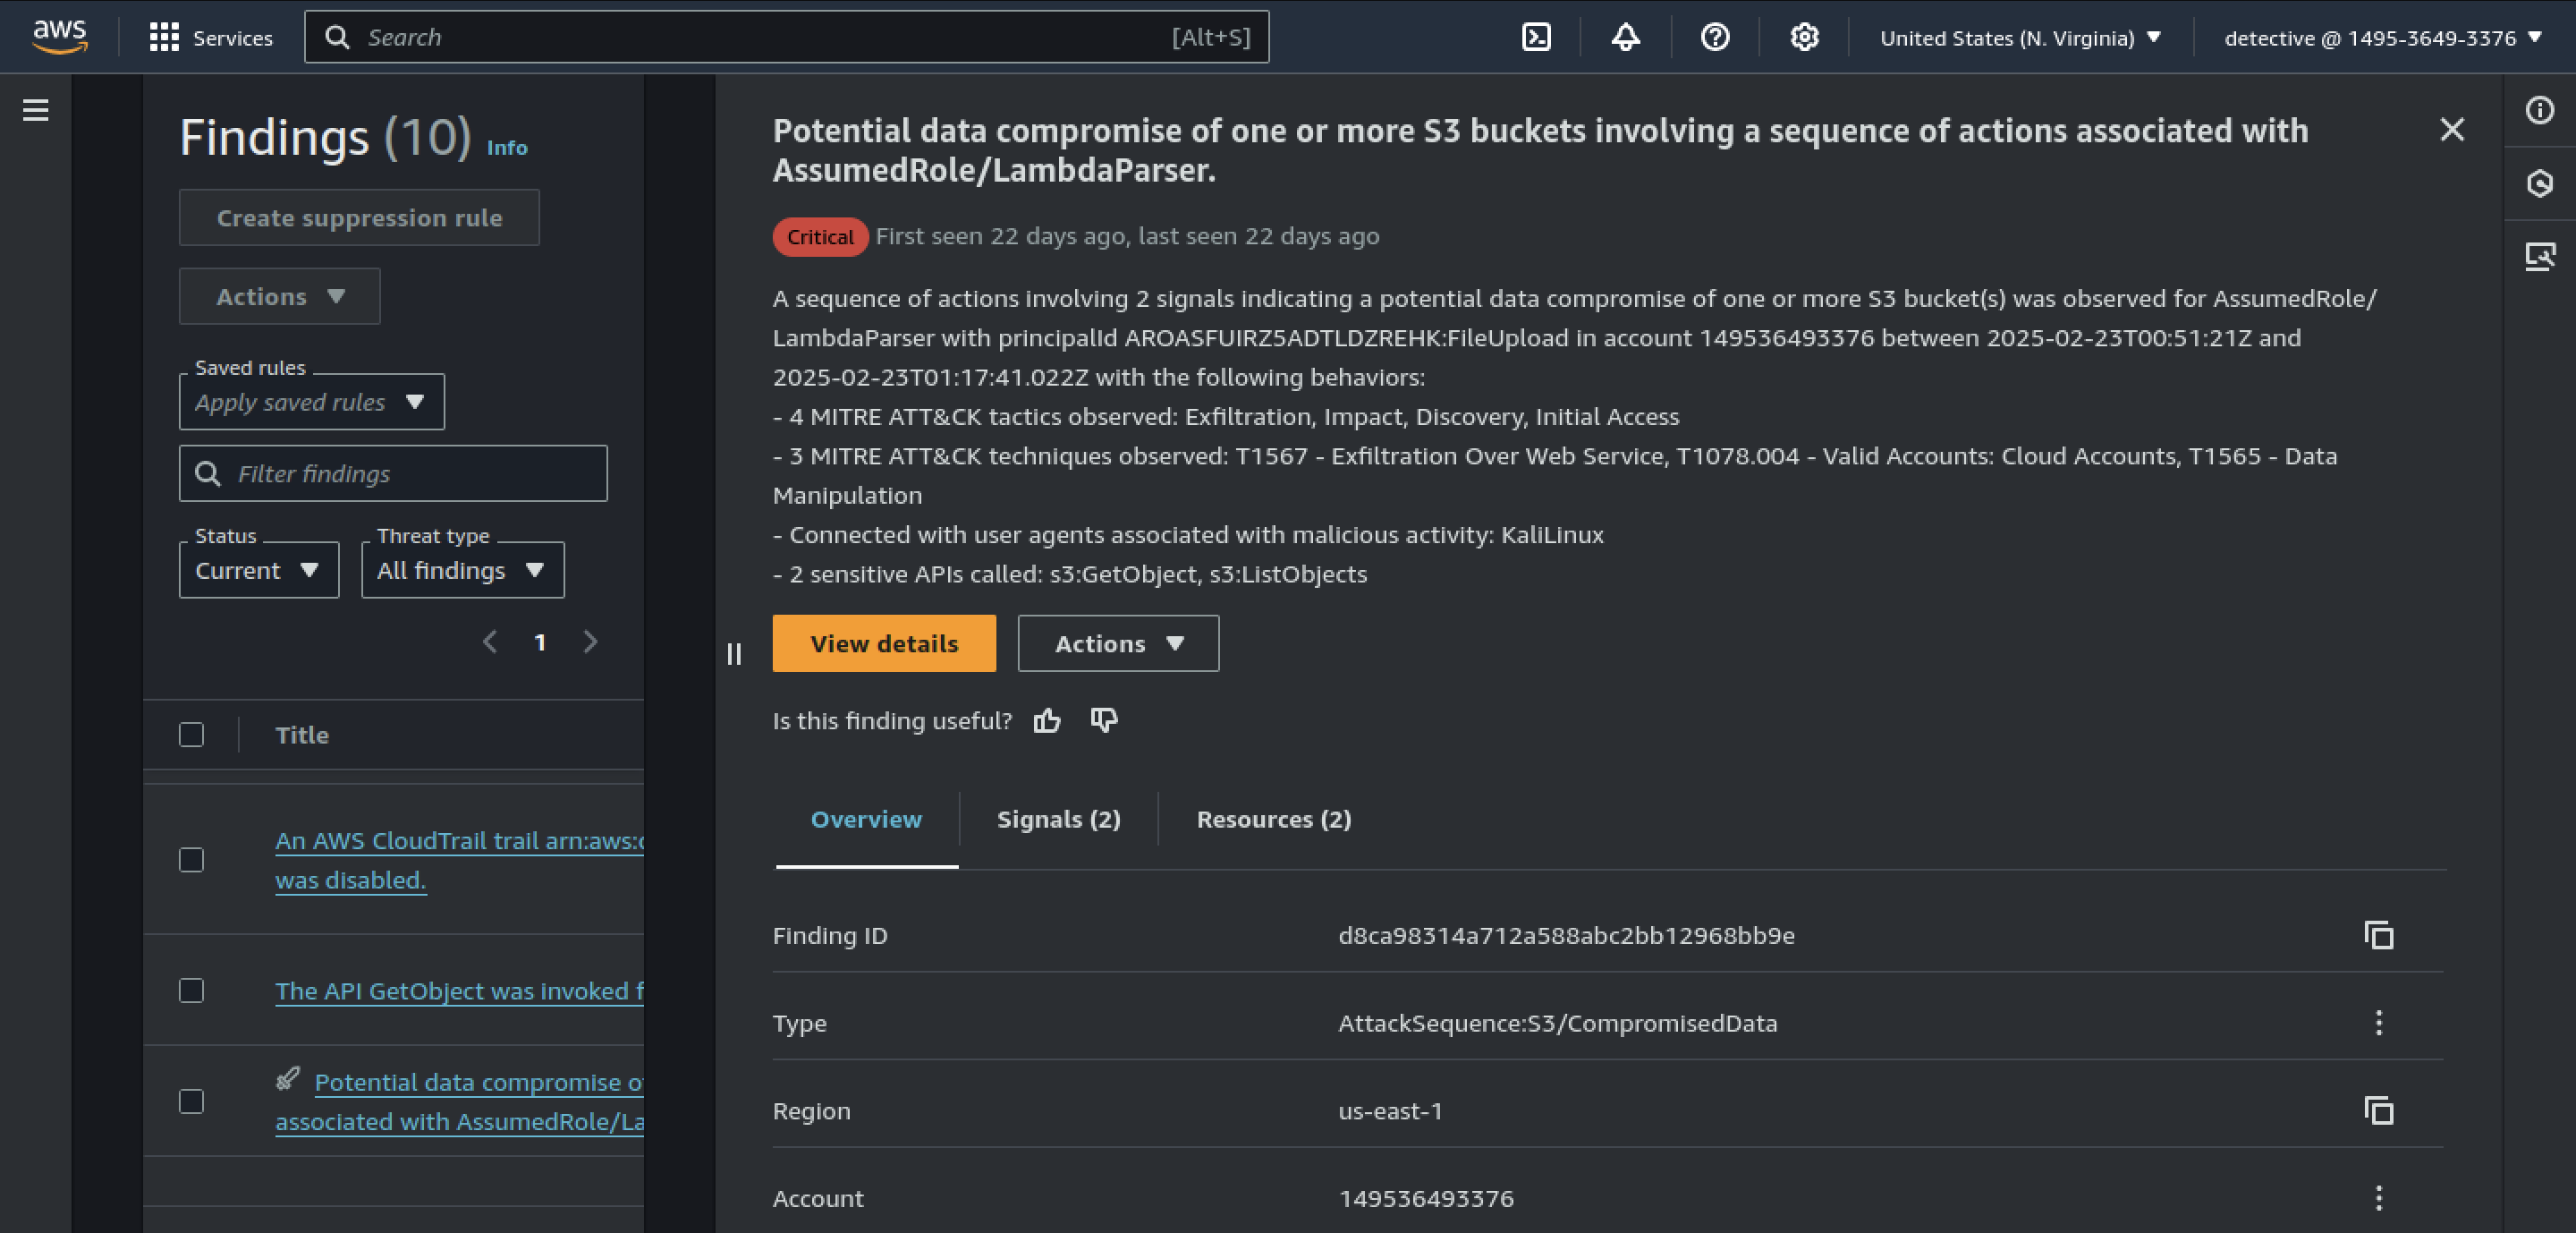 aws
Services
Search
[Alt+S]
United States (N. Virginia)
detective @ 1495-3649-3376
Findings (10) Info
Create suppression rule
Actions
Saved rules
Apply saved rules
Filter findings
Status
Current
Threat type
All findings
1
Title
An AWS CloudTrail trail arn:aws:
was disabled.
The API GetObject was invoked
Potential data compromise
associated with AssumedRole/La
Potential data compromise of one or more S3 buckets involving a sequence of actions associated with
AssumedRole/LambdaParser.
Critical First seen 22 days ago, last seen 22 days ago
A sequence of actions involving 2 signals indicating a potential data compromise of one or more S3 bucket(s) was observed for AssumedRole/
LambdaParser with principalId AROASFUIRZ5ADTLDZREHK:FileUpload in account 149536493376 between 2025-02-23T00:51:21Z and
2025-02-23T01:17:41.022Z with the following behaviors:
- 4 MITRE ATT&CK tactics observed: Exfiltration, Impact, Discovery, Initial Access
- 3 MITRE ATT&CK techniques observed: T1567 - Exfiltration Over Web Service, T1078.004 - Valid Accounts: Cloud Accounts, T1565 - Data
Manipulation
- Connected with user agents associated with malicious activity: KaliLinux
- 2 sensitive APIs called: s3:GetObject, s3:ListObjects
View details
Actions
Is this finding useful?
Overview
Signals (2)
Resources (2)
Finding ID
d8ca98314a712a588abc2bb12968bb9e
Type
AttackSequence:S3/CompromisedData
Region
us-east-1
Account
149536493376